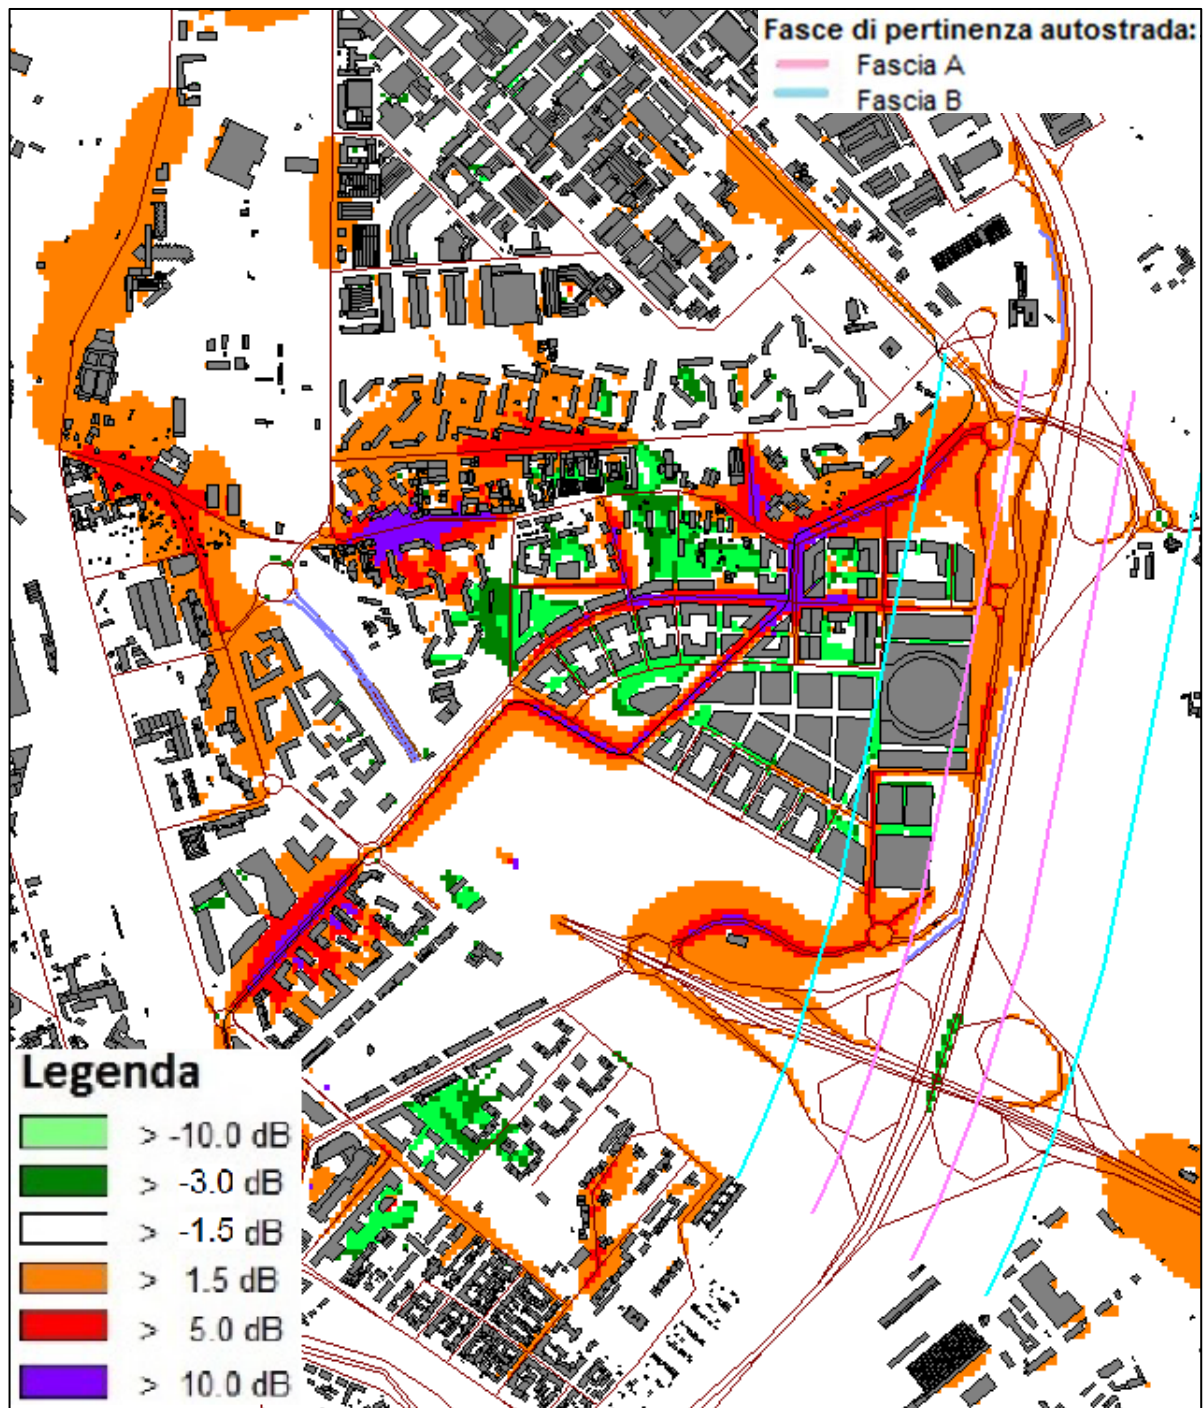 Fasce di pertinenza autostrada:
Fascia A
Fascia B
Legenda
> -10.0 dB
> -3.0 dB
> -1.5 dB
> 1.5 dB
> 5.0 dB
> 10.0 dB